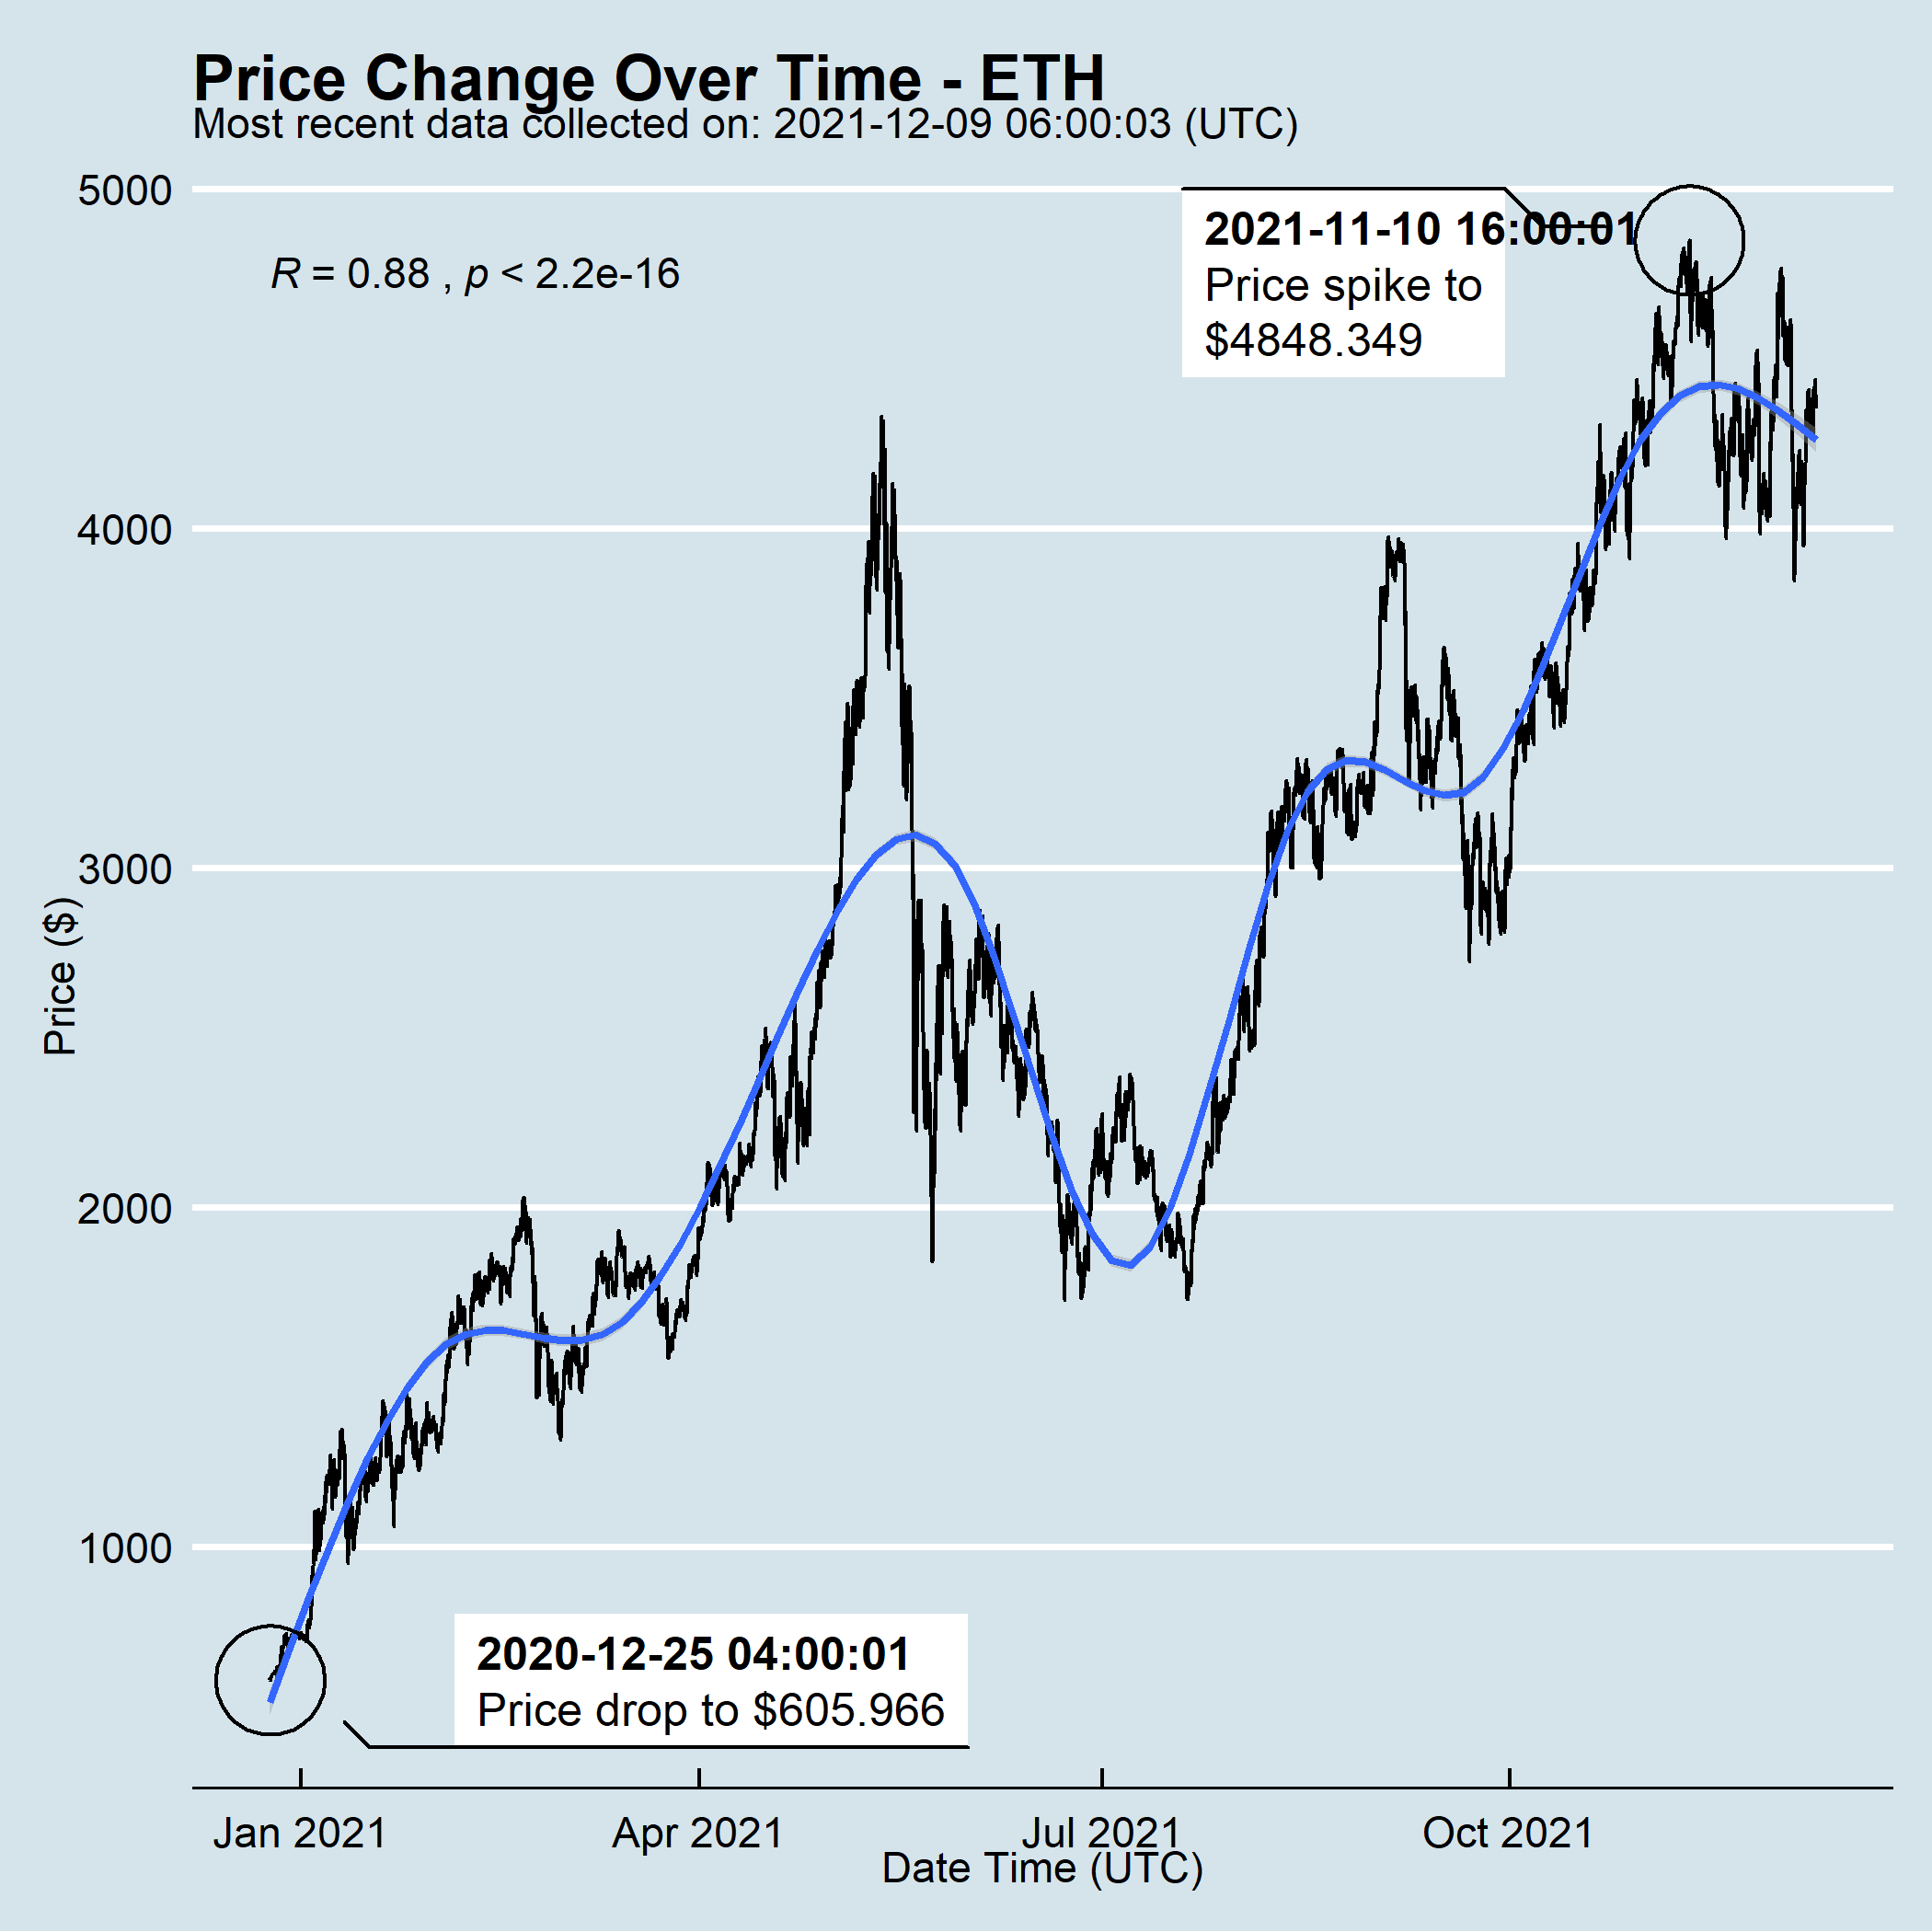 Price Change Over Time - ETH
Most recent data collected on: 2021-12-09 06:00:03 (UTC)
5000
2021-11-10 16:00:01
Price spike to
$4848.349
R = 0.88 , p < 2.2e-16
4000
3000
Price ($)
2000
1000
2020-12-25 04:00:01
Price drop to $605.966
Jan 2021
Apr 2021
Jul 2021
Oct 2021
Date Time (UTC)